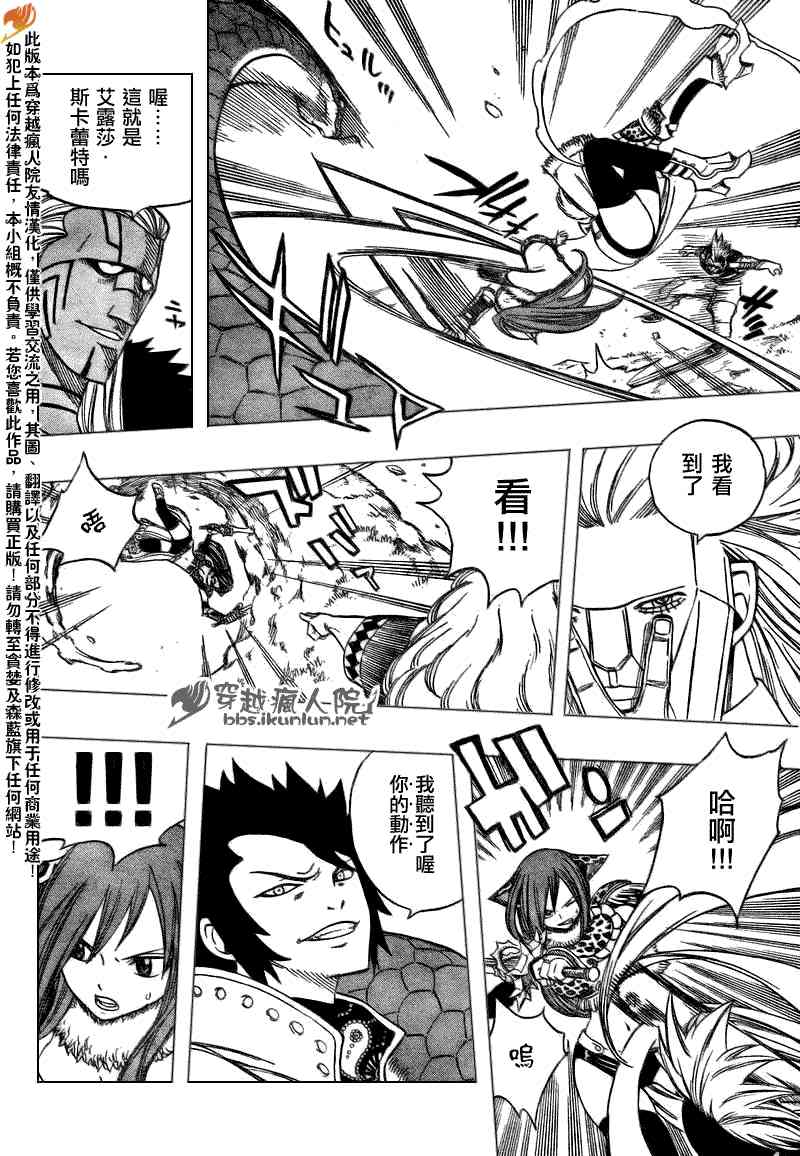 ヒュルル
喔……
這就是
艾露莎．
斯卡蕾特嗎
ニッ
我看
到了
看!!!
哈啊!!!
嗚
我聽到了喔
你的動作
!!!
穿越瘋人院
bbs.ikunlun.net
此版本爲穿越瘋人院友情漢化，僅供學習交流之用，其圖、翻譯以及任何部分不得進行修改或用于任何商業用途！
如犯上任何法律責任，本小組概不負責。若您喜歡此作品，請購買正版！請勿轉至貪婪及森藍旗下任何網站！